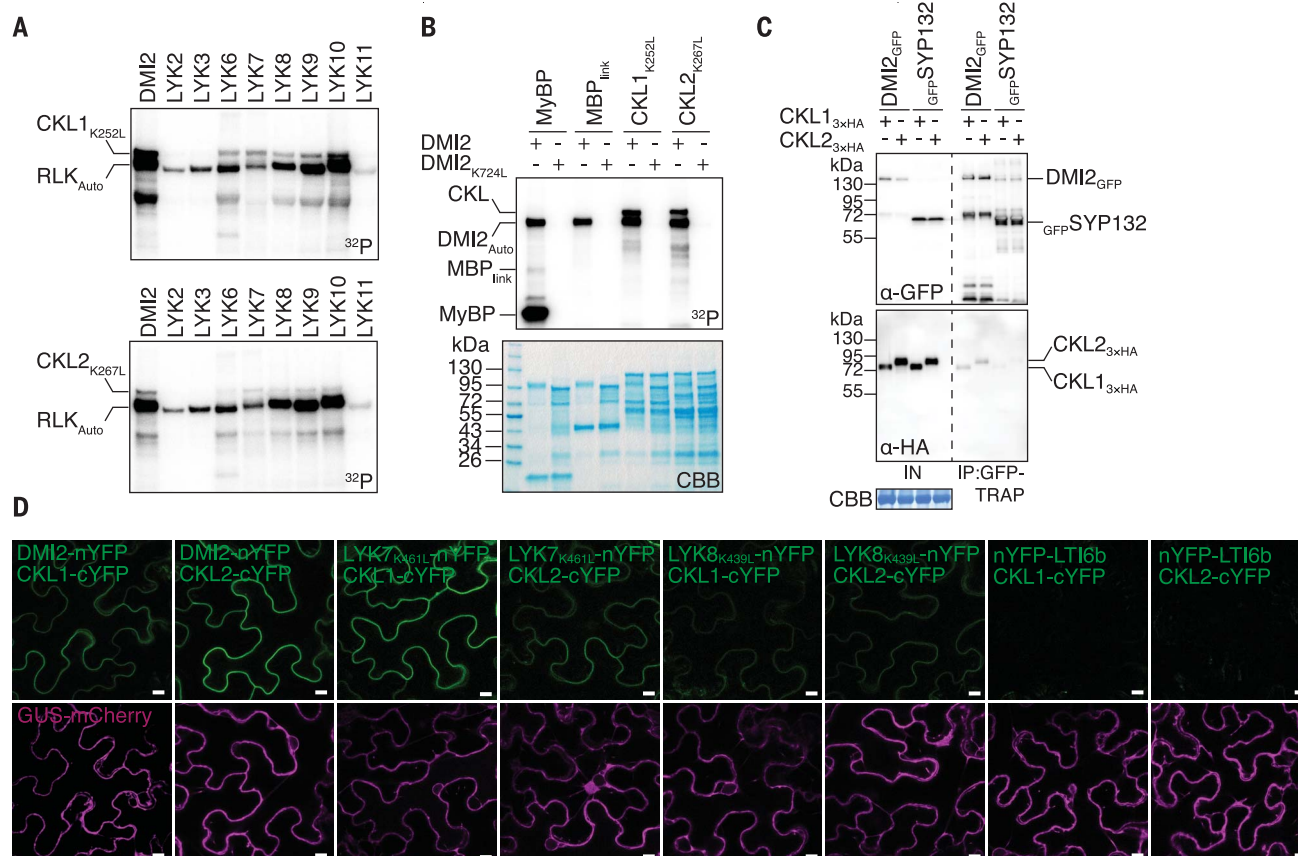 A
DMI2 LYK2 LYK3 LYK6 LYK7 LYK8 LYK9 LYK10 LYK11
CKL1K252L
RLKAuto
32P
DMI2 LYK2 LYK3 LYK6 LYK7 LYK8 LYK9 LYK10 LYK11
CKL2K267L
RLKAuto
32P
B
MyBP MBPlink CKL1K252L CKL2K267L
DMI2 + - + - + - + -
DMI2K724L - + - + - + - +
CKL
DMI2Auto
MBPlink
MyBP
32P
kDa
130
95
72
55
43
34
26
CBB
C
DMI2GFP GFPSYP132 DMI2GFP GFPSYP132
CKL13×HA + - + - + - + -
CKL23×HA - + - + - + - +
kDa
130
95
72
55
DMI2GFP
GFPSYP132
α-GFP
kDa
130
95
72
55
CKL23×HA
CKL13×HA
α-HA
IN IP:GFP-
TRAP
CBB
D
DMI2-nYFP
CKL1-cYFP
DMI2-nYFP
CKL2-cYFP
LYK7K461L-nYFP
CKL1-cYFP
LYK7K461L-nYFP
CKL2-cYFP
LYK8K439L-nYFP
CKL1-cYFP
LYK8K439L-nYFP
CKL2-cYFP
nYFP-LTI6b
CKL1-cYFP
nYFP-LTI6b
CKL2-cYFP
GUS-mCherry